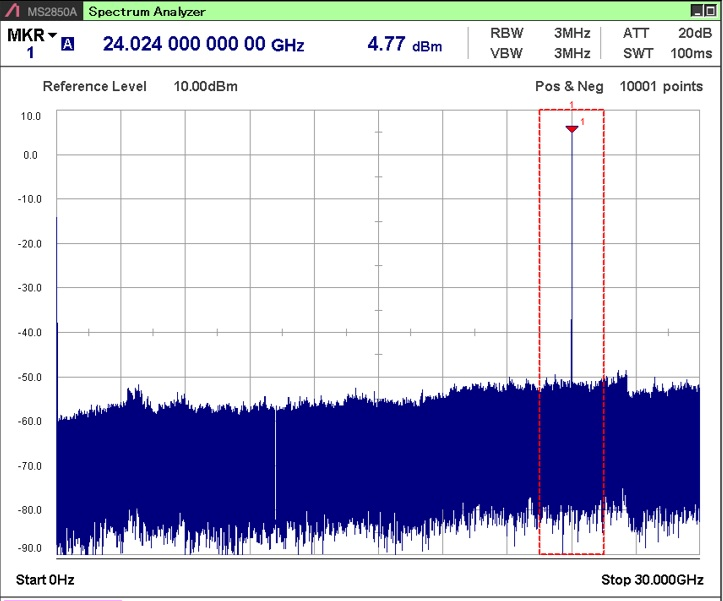 MS2850A Spectrum Analyzer
MKR 1 A 24.024 000 000 00 GHz 4.77 dBm RBW 3MHz ATT 20dB
VBW 3MHz SWT 100ms
Reference Level 10.00dBm Pos & Neg 10001 points
1
1
10.0
0.0
-10.0
-20.0
-30.0
-40.0
-50.0
-60.0
-70.0
-80.0
-90.0
Start 0Hz Stop 30.000GHz